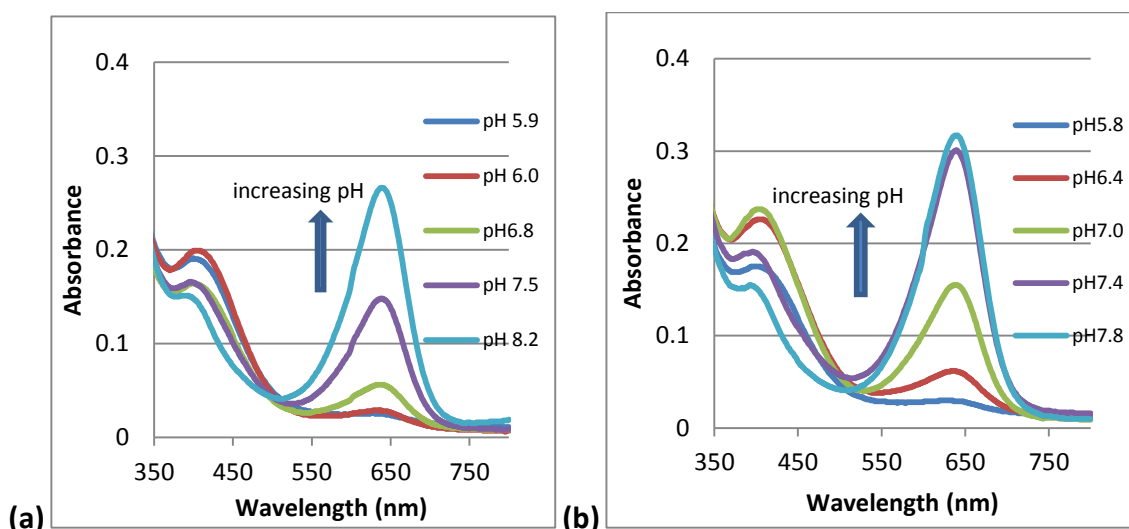 0.4
0.3
0.2
0.1
0
Absorbance
increasing pH
pH 5.9
pH 6.0
pH6.8
pH 7.5
pH 8.2
350 450 550 650 750
Wavelength (nm)
(a)
0.4
0.3
0.2
0.1
0
Absorbance
increasing pH
pH5.8
pH6.4
pH7.0
pH7.4
pH7.8
350 450 550 650 750
Wavelength (nm)
(b)